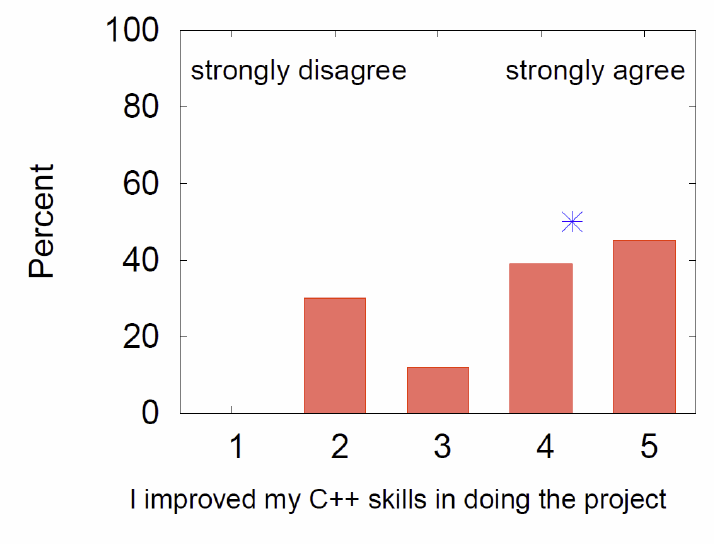 100
strongly disagree strongly agree
80
60
40
20
0
Percent
1 2 3 4 5
I improved my C++ skills in doing the project